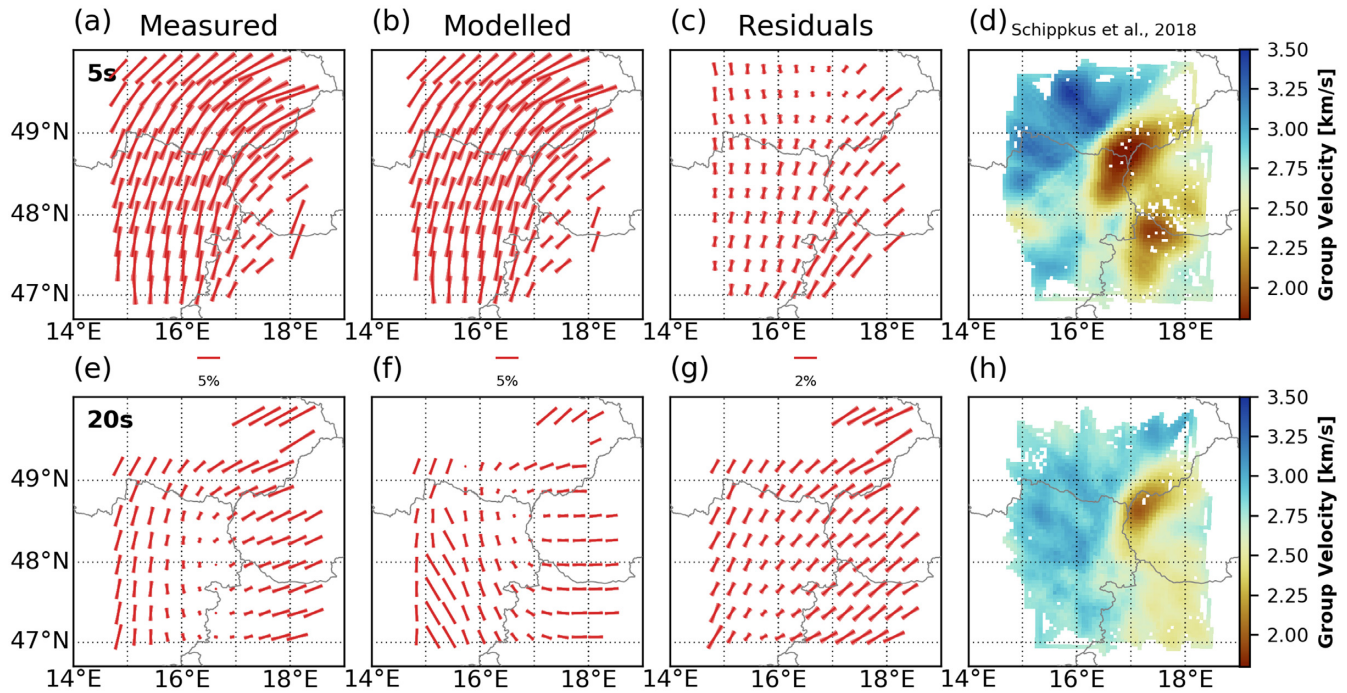 (a) Measured (b) Modelled (c) Residuals (d) Schippkus et al., 2018
5s
49°N
48°N
47°N
14°E 16°E 18°E 14°E 16°E 18°E 14°E 16°E 18°E 14°E 16°E 18°E
3.50
3.25
3.00
2.75
2.50
2.25
2.00
Group Velocity [km/s]
(e) 5% (f) 5% (g) 2% (h)
20s
49°N
48°N
47°N
14°E 16°E 18°E 14°E 16°E 18°E 14°E 16°E 18°E 14°E 16°E 18°E
3.50
3.25
3.00
2.75
2.50
2.25
2.00
Group Velocity [km/s]